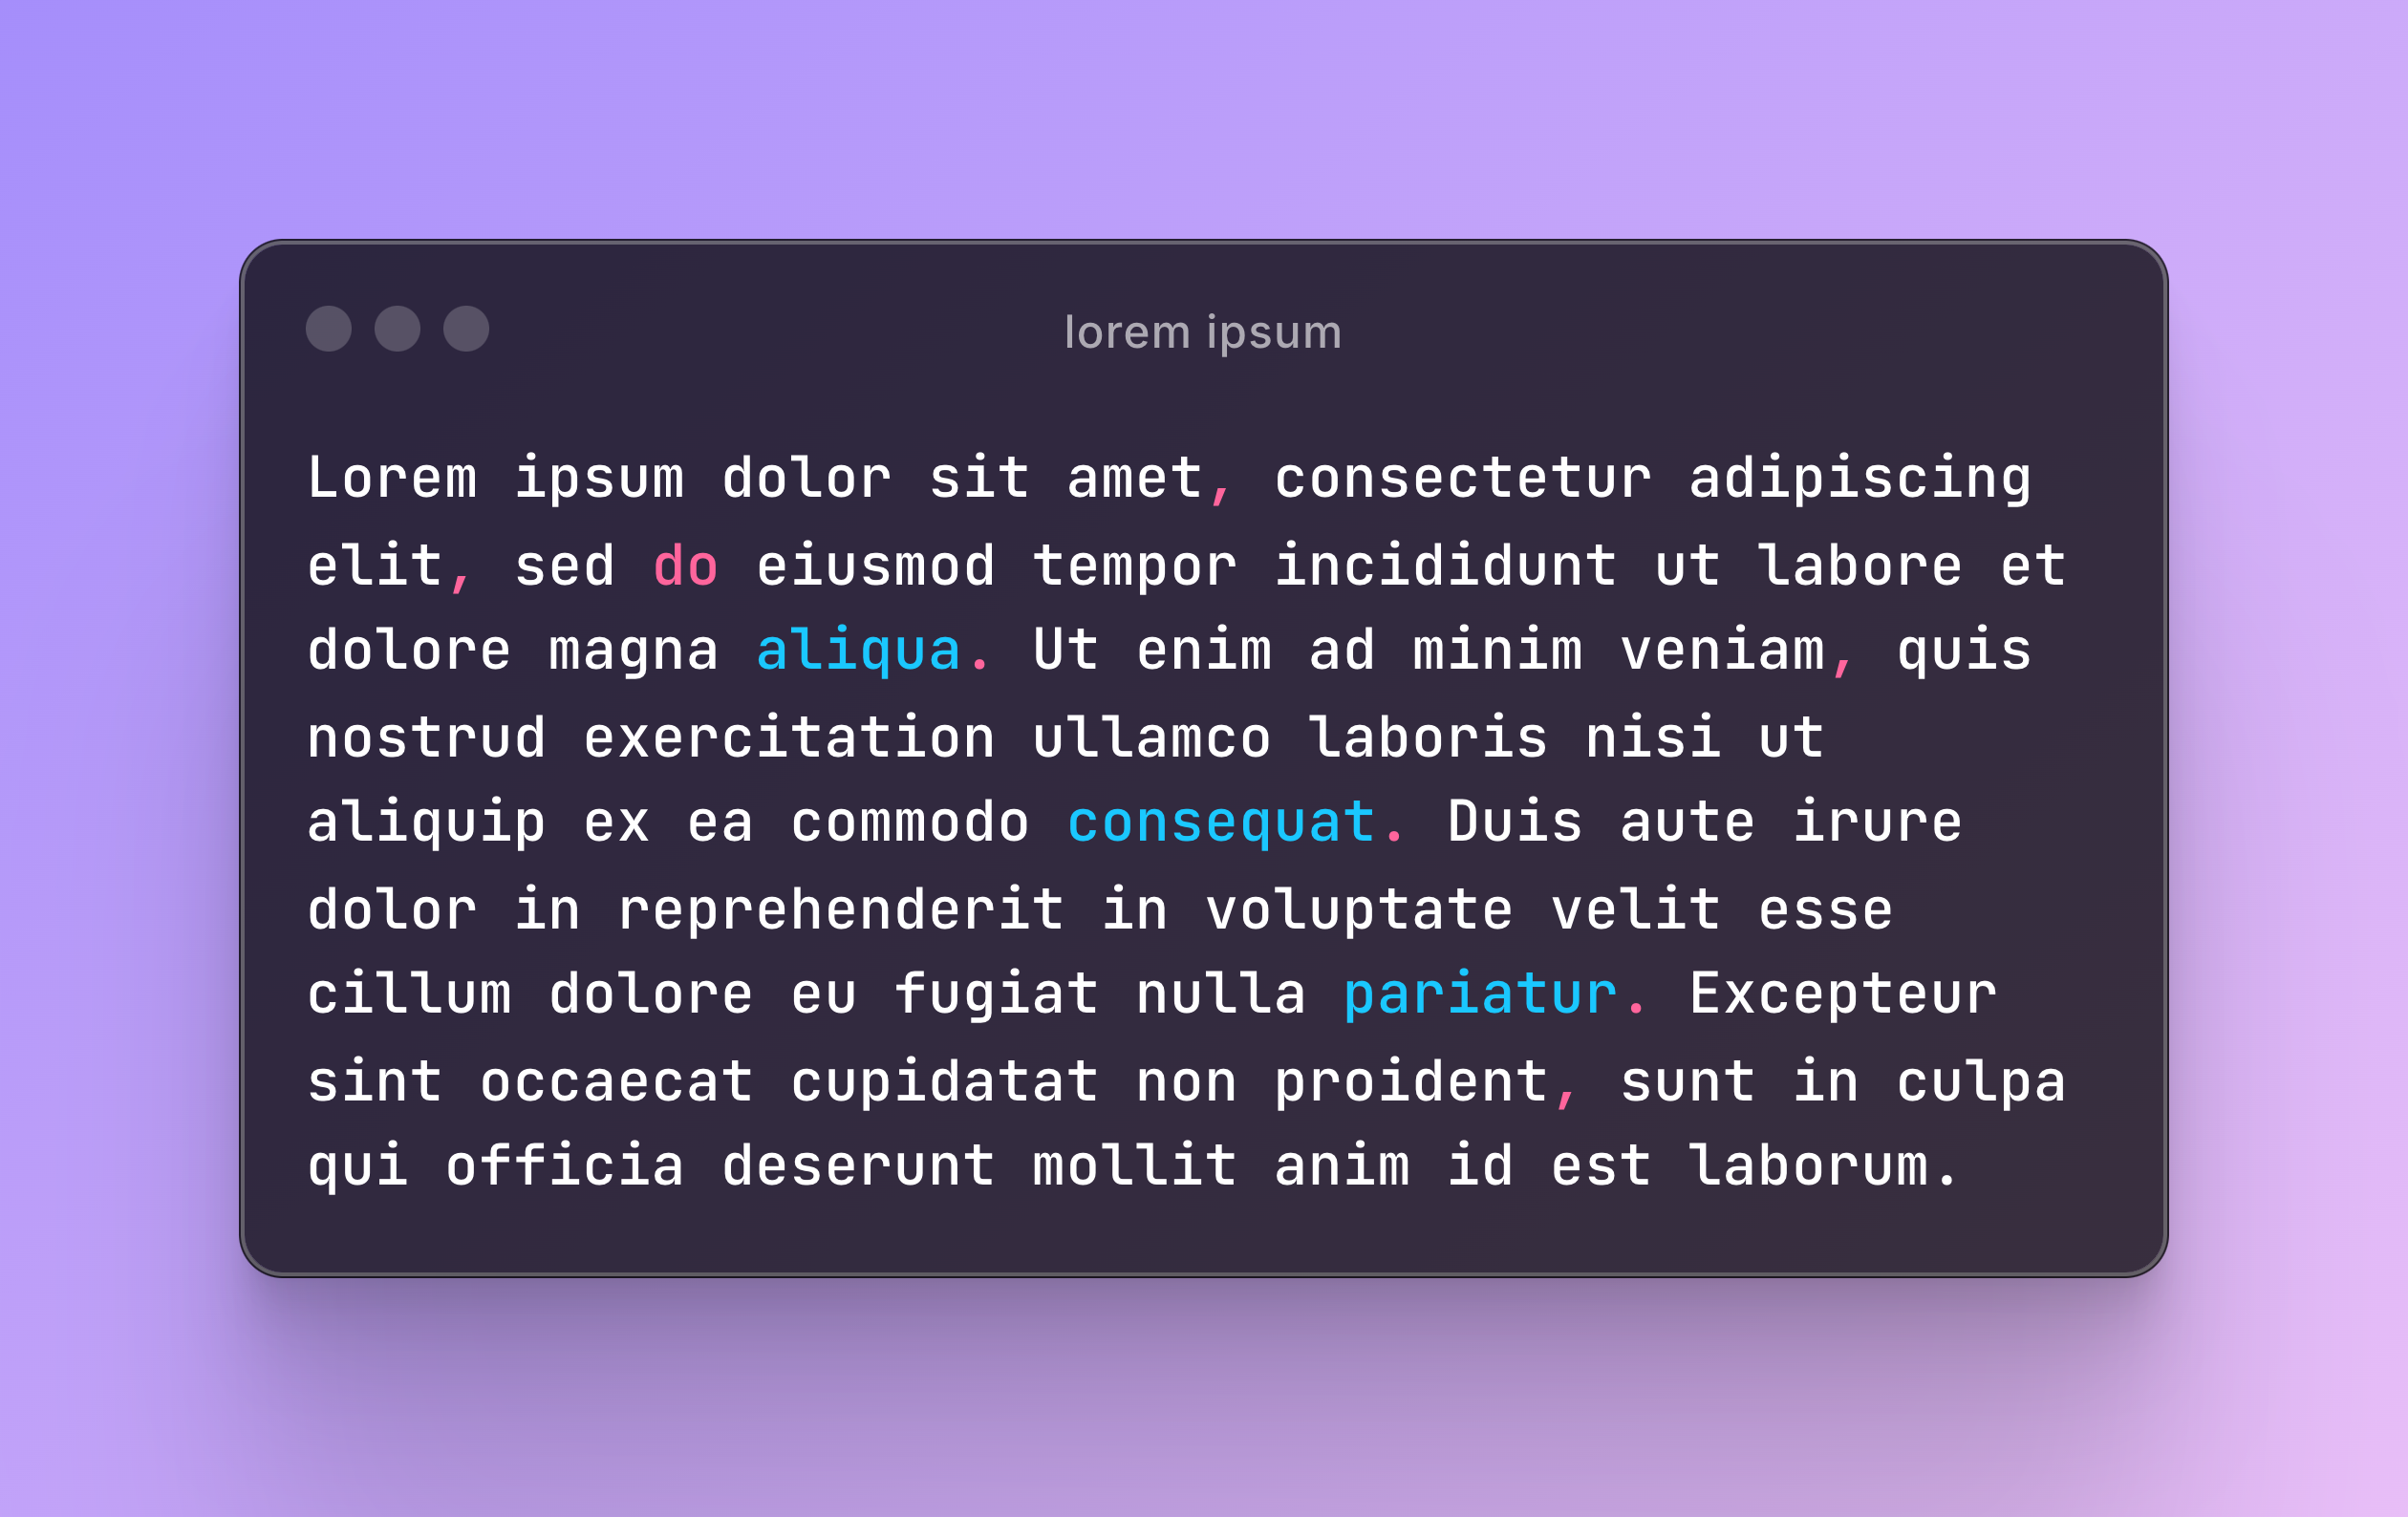 lorem ipsum
Lorem ipsum dolor sit amet, consectetur adipiscing
elit, sed do eiusmod tempor incididunt ut labore et
dolore magna aliqua. Ut enim ad minim veniam, quis
nostrud exercitation ullamco laboris nisi ut
aliquip ex ea commodo consequat. Duis aute irure
dolor in reprehenderit in voluptate velit esse
cillum dolore eu fugiat nulla pariatur. Excepteur
sint occaecat cupidatat non proident, sunt in culpa
qui officia deserunt mollit anim id est laborum.